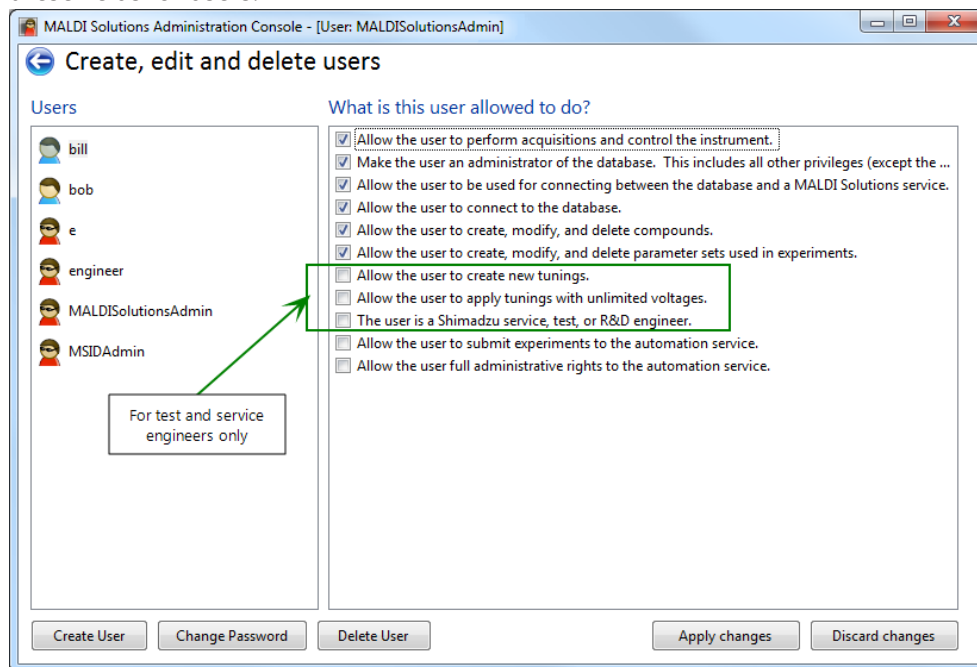 MALDI Solutions Administration Console - [User: MALDISolutionsAdmin]
Create, edit and delete users
Users
bill
bob
e
engineer
MALDISolutionsAdmin
MSIDAdmin
What is this user allowed to do?
Allow the user to perform acquisitions and control the instrument.
Make the user an administrator of the database. This includes all other privileges (except the ...
Allow the user to be used for connecting between the database and a MALDI Solutions service.
Allow the user to connect to the database.
Allow the user to create, modify, and delete compounds.
Allow the user to create, modify, and delete parameter sets used in experiments.
Allow the user to create new tunings.
Allow the user to apply tunings with unlimited voltages.
The user is a Shimadzu service, test, or R&D engineer.
Allow the user to submit experiments to the automation service.
Allow the user full administrative rights to the automation service.
For test and service
engineers only
Create User
Change Password
Delete User
Apply changes
Discard changes